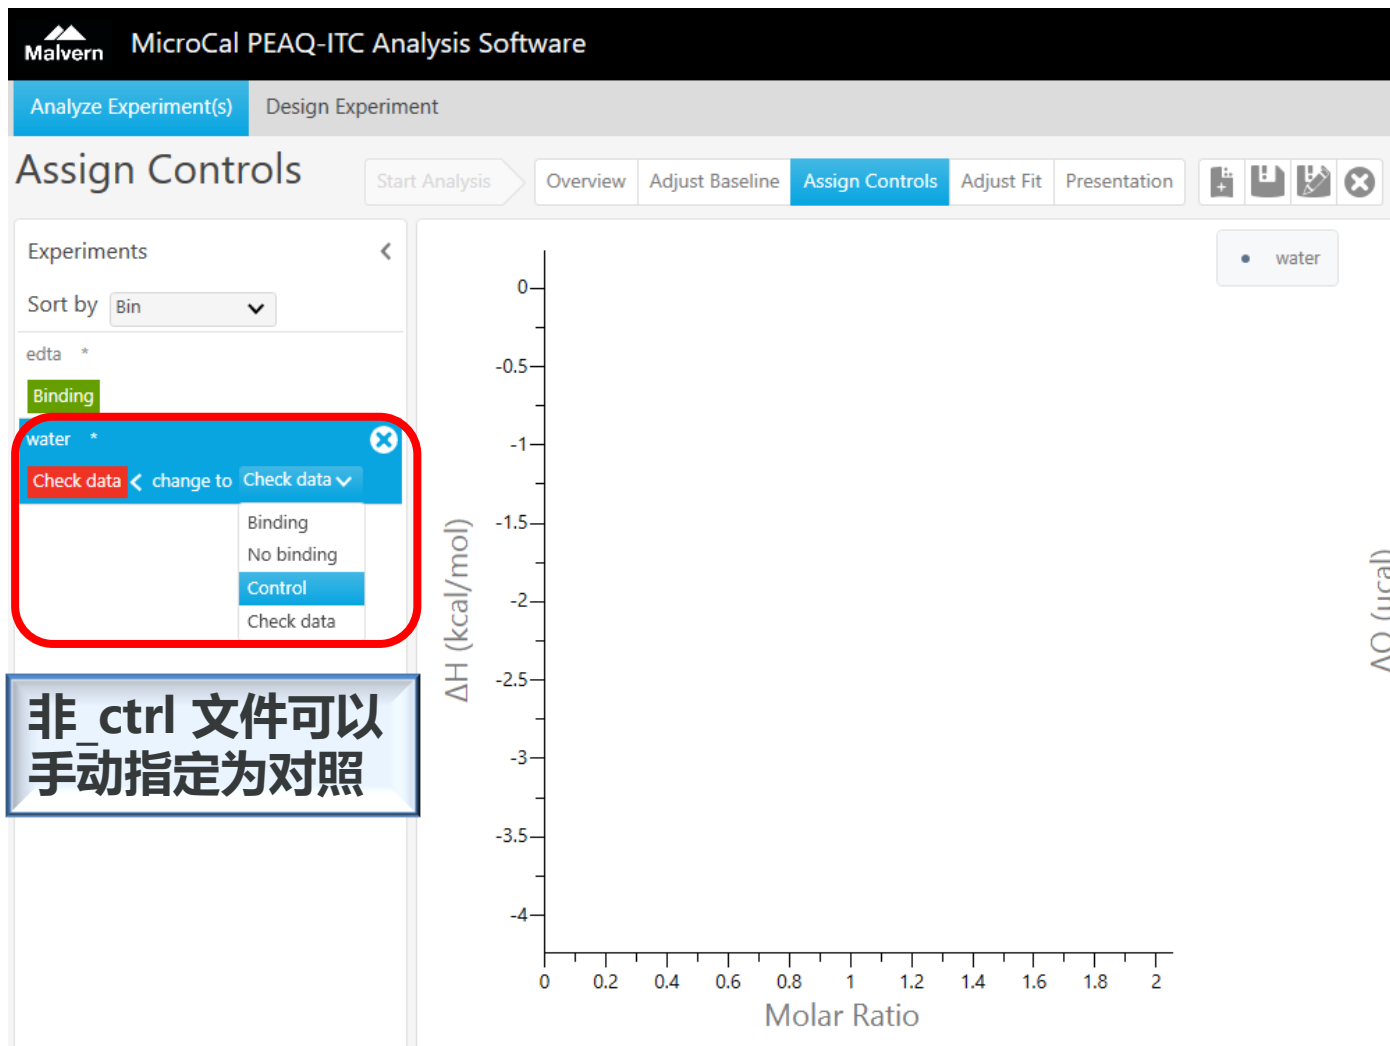 Malvern MicroCal PEAQ-ITC Analysis Software
Analyze Experiment(s) Design Experiment
Assign Controls
Start Analysis Overview Adjust Baseline Assign Controls Adjust Fit Presentation
Experiments
Sort by Bin
edta *
Binding
water *
Check data change to Check data
Binding
No binding
Control
Check data
非_ctrl 文件可以
手动指定为对照
water
0
-0.5
-1
-1.5
-2
-2.5
-3
-3.5
-4
ΔH (kcal/mol)
0 0.2 0.4 0.6 0.8 1 1.2 1.4 1.6 1.8 2
Molar Ratio
ΔQ (µcal)